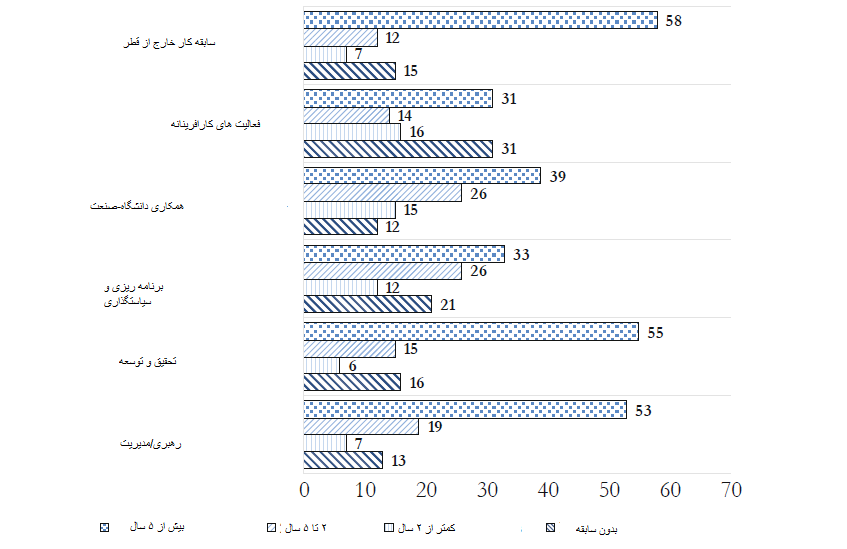 سابقه کار خارج از قطر
58
12
7
15
فعالیت های کارآفرینانه
31
14
16
31
همکاری دانشگاه-صنعت
39
26
15
12
برنامه ریزی و
سیاستگذاری
33
26
12
21
تحقیق و توسعه
55
15
6
16
رهبری/مدیریت
53
19
7
13
0 10 20 30 40 50 60 70
بیش از ۵ سال
۲ تا ۵ سال
کمتر از ۲ سال
بدون سابقه